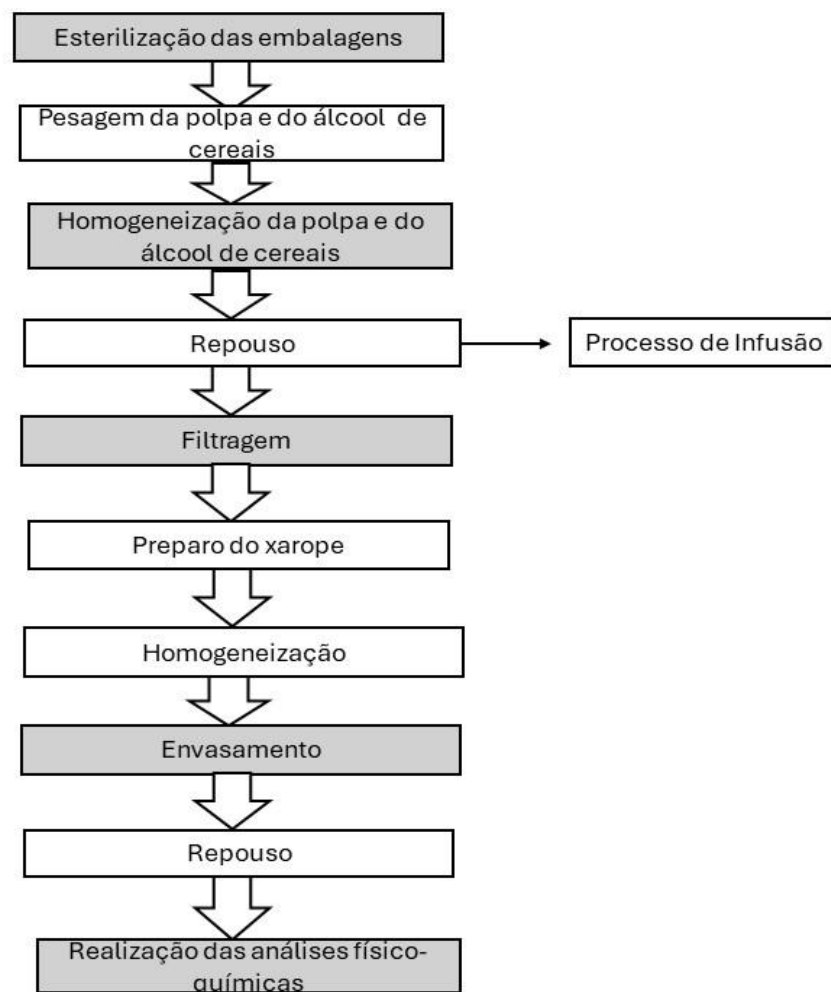 Esterilização das embalagens
Pesagem da polpa e do álcool de
cereais
Homogeneização da polpa e do
álcool de cereais
Repouso
Processo de Infusão
Filtragem
Preparo do xarope
Homogeneização
Envasamento
Repouso
Realização das análises físico-
químicas